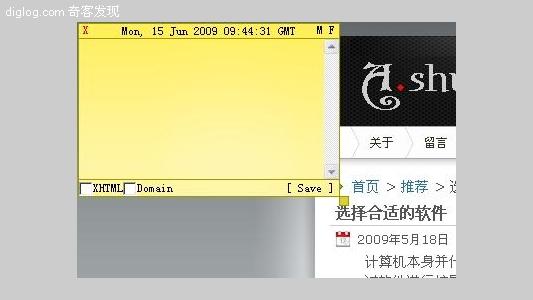 diglog.com 奇客发现
X Mon, 15 Jun 2009 09:44:31 GMT M F
A.shu
关于 留言
首页 > 推荐 >
选择合适的软件
2009年5月18日
计算机本身并
XHTML Domain [ Save ]